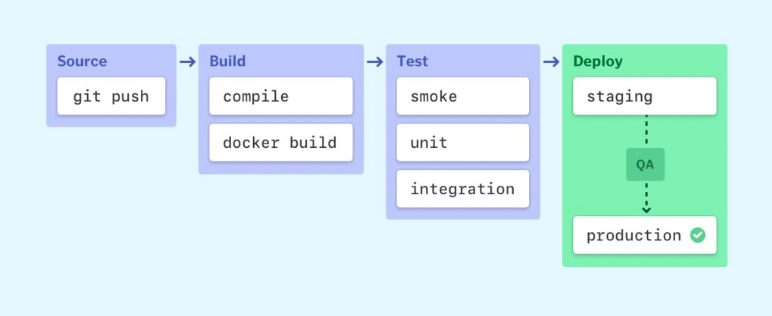 Source
git push
Build
compile
docker build
Test
smoke
unit
integration
Deploy
staging
QA
production